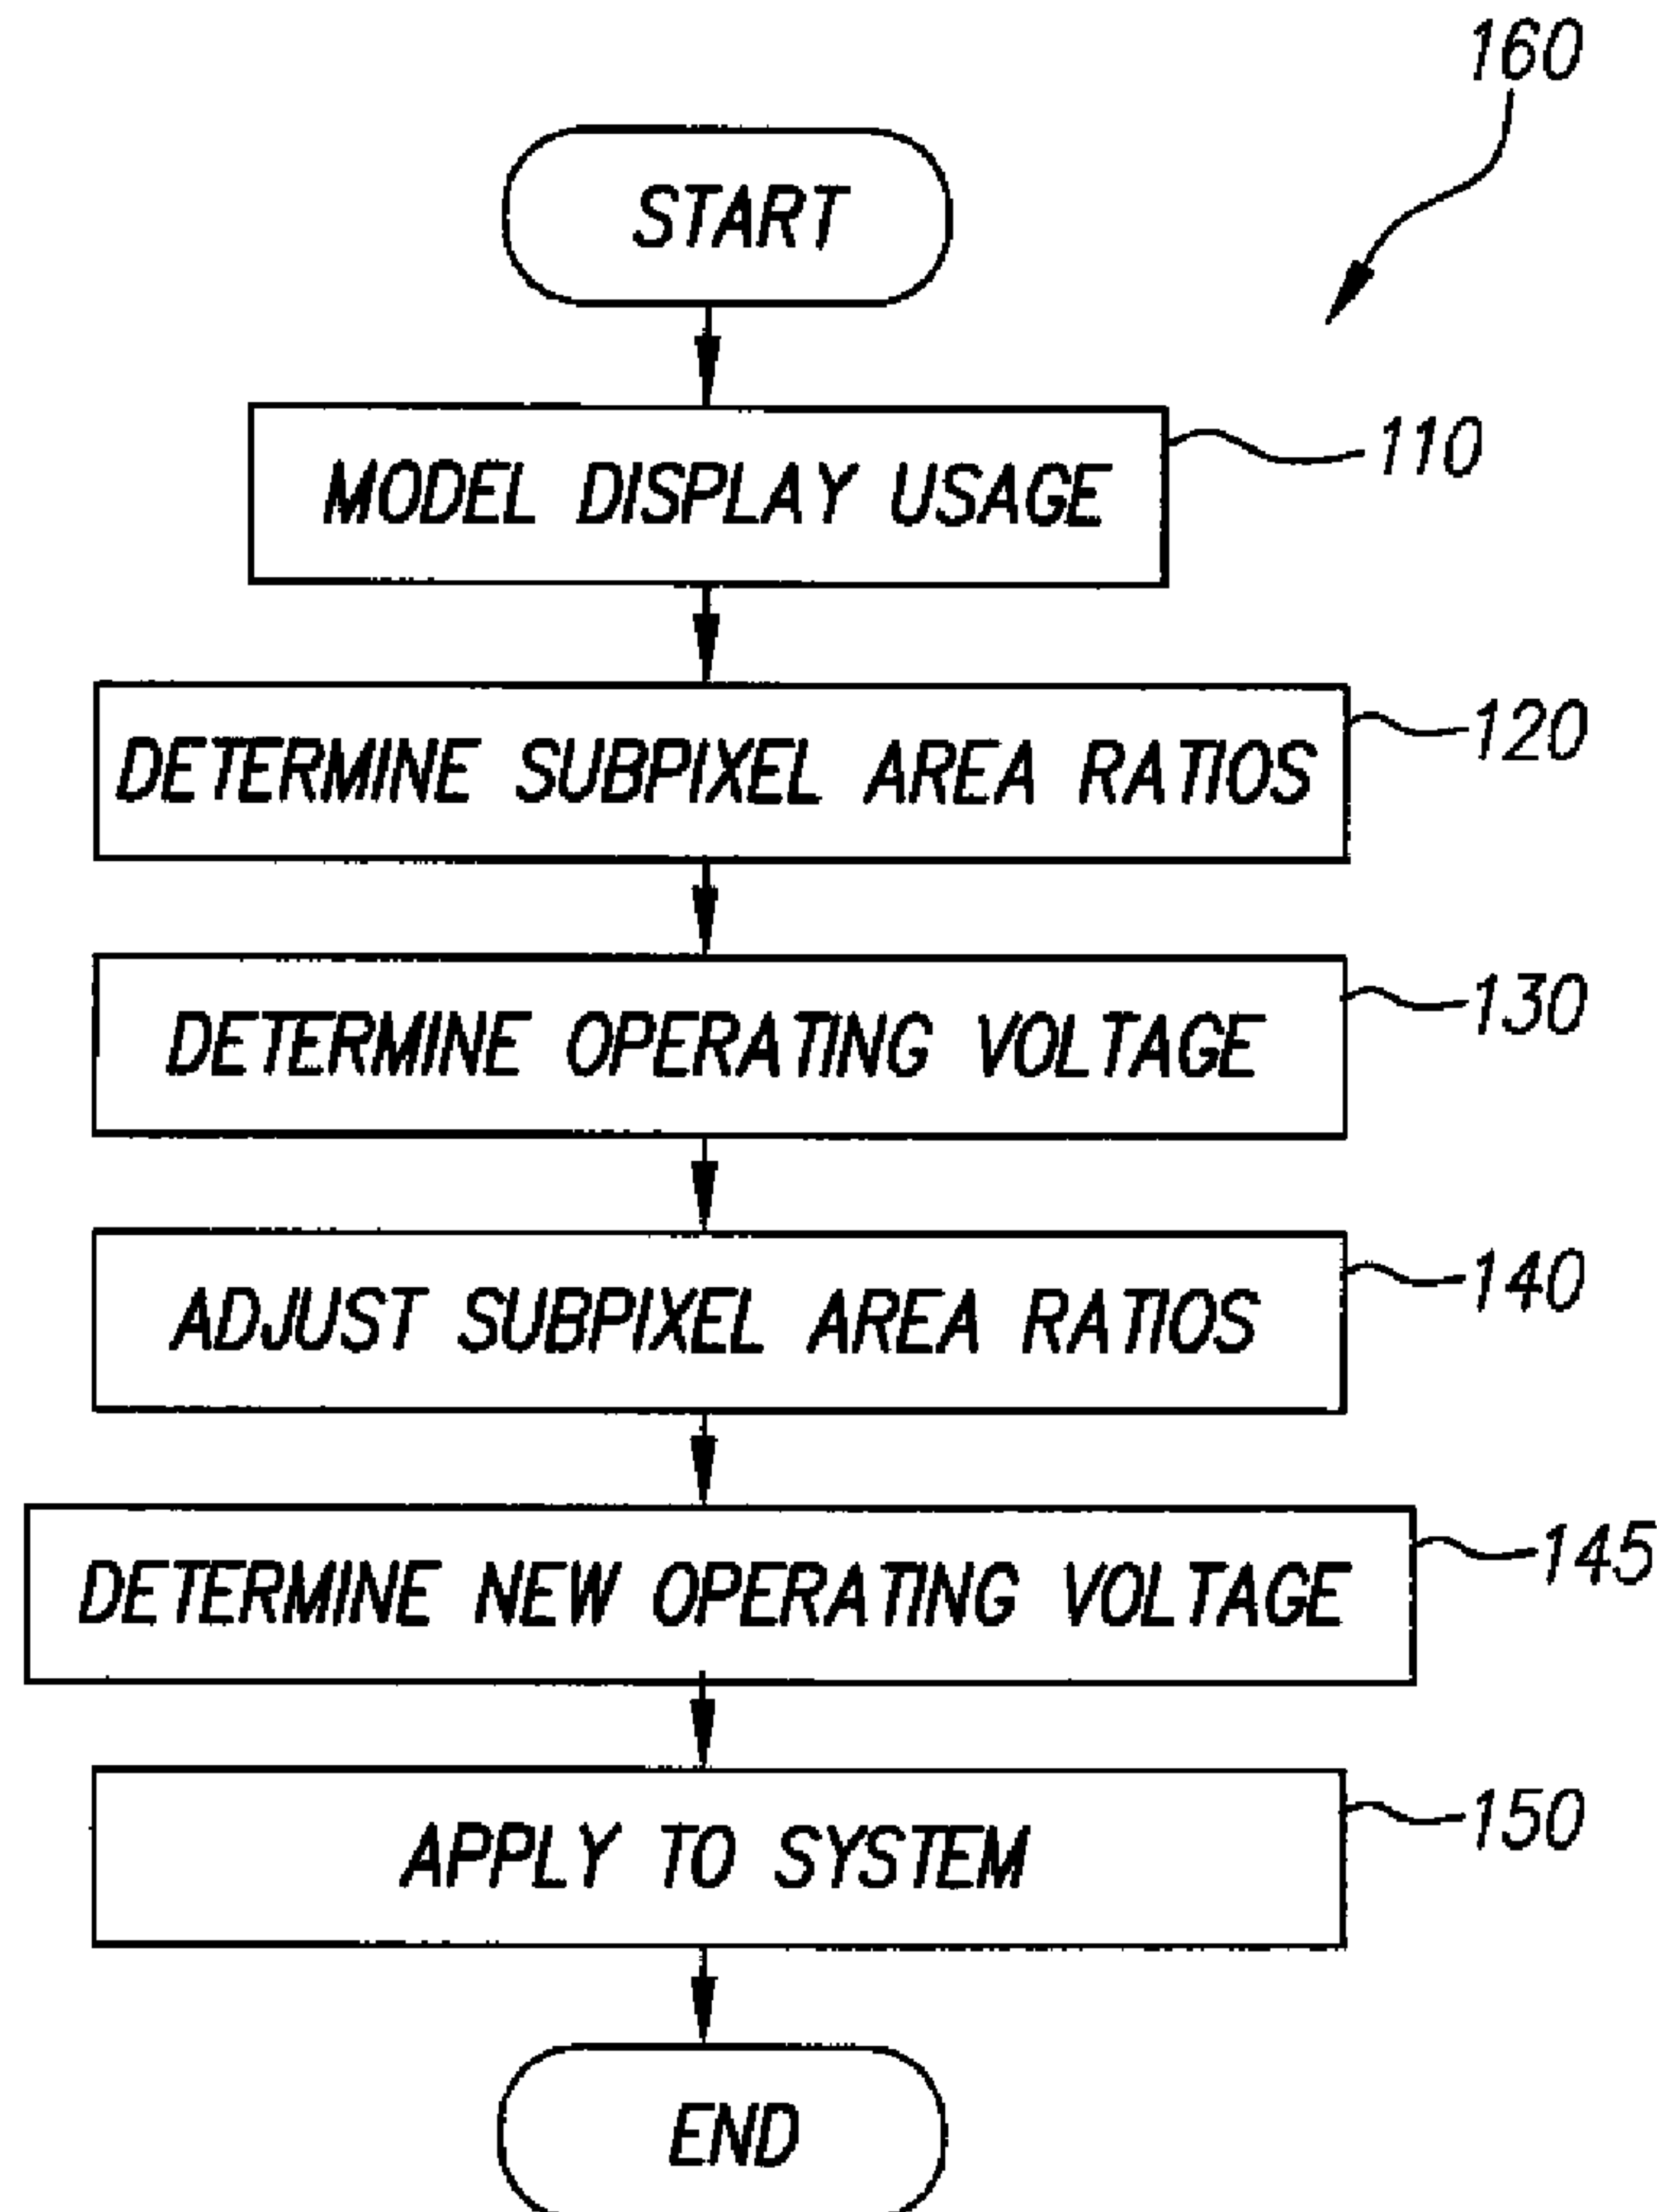 160
START
MODEL DISPLAY USAGE
110
DETERMINE SUBPIXEL AREA RATIOS
120
DETERMINE OPERATING VOLTAGE
130
ADJUST SUBPIXEL AREA RATIOS
140
DETERMINE NEW OPERATING VOLTAGE
145
APPLY TO SYSTEM
150
END